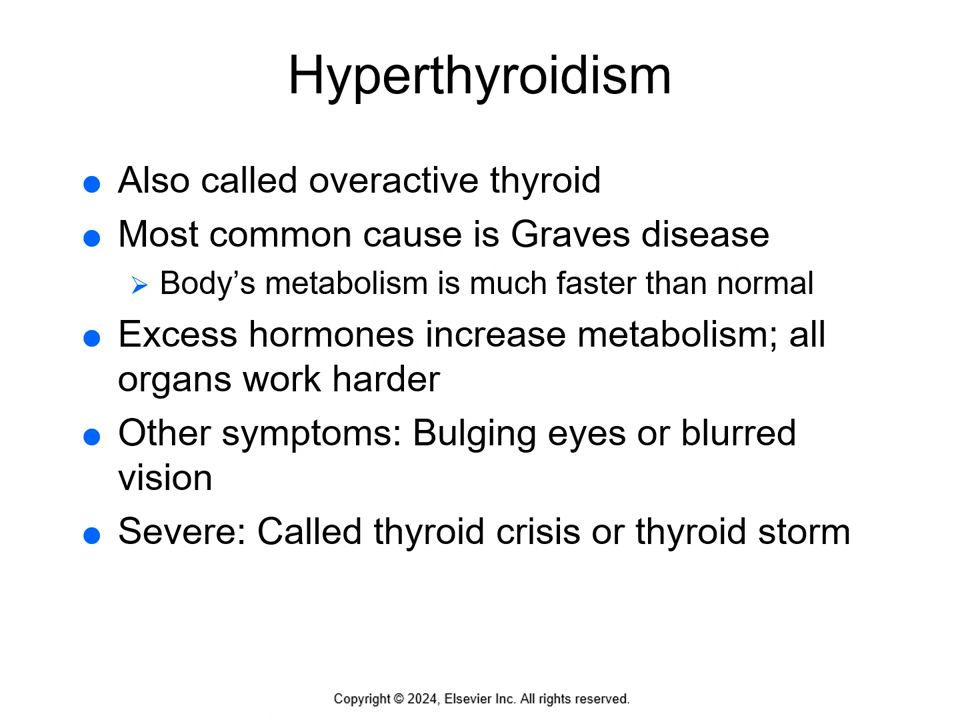 Hyperthyroidism
● Also called overactive thyroid
● Most common cause is Graves disease
➢ Body’s metabolism is much faster than normal
● Excess hormones increase metabolism; all
organs work harder
● Other symptoms: Bulging eyes or blurred
vision
● Severe: Called thyroid crisis or thyroid storm
Copyright © 2024, Elsevier Inc. All rights reserved.